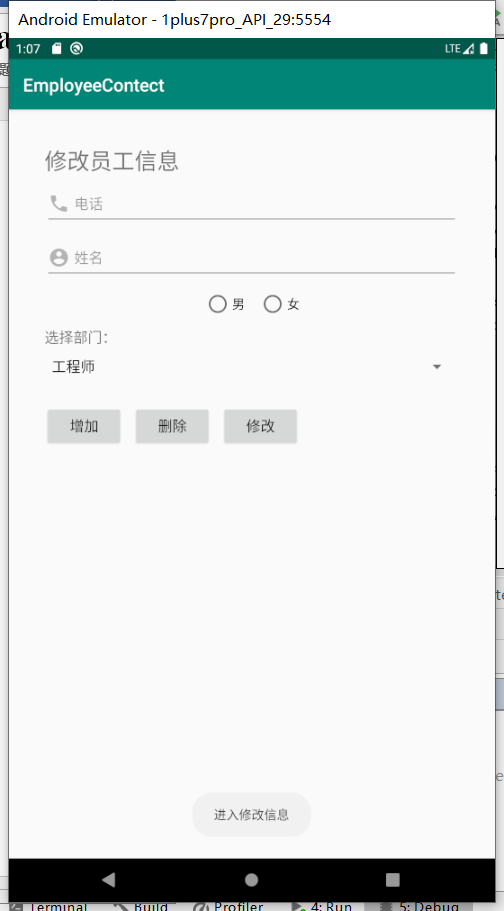 Android Emulator - 1plus7pro_API_29:5554
1:07
LTE
EmployeeContect
修改员工信息
电话
姓名
男 女
选择部门：
工程师
增加 删除 修改
进入修改信息
Terminal Build Profiler 4: Run 5: Debug